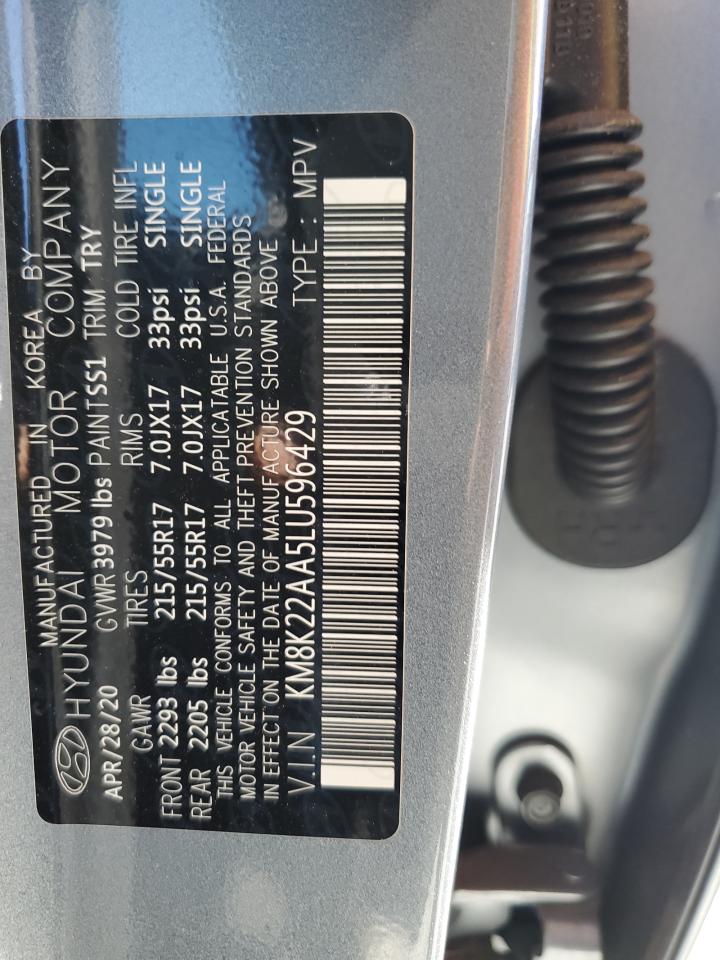 MANUFACTURED IN KOREA BY
HYUNDAI MOTOR COMPANY
APR/28/20 GVWR 3979 lbs PAINT SS1 TRIM TRY
GAWR TIRES RIMS COLD TIRE INFL
FRONT 2293 lbs 215/55R17 7.0JX17 33psi SINGLE
REAR 2205 lbs 215/55R17 7.0JX17 33psi SINGLE
THIS VEHICLE CONFORMS TO ALL APPLICABLE U.S.A. FEDERAL
MOTOR VEHICLE SAFETY AND THEFT PREVENTION STANDARDS
IN EFFECT ON THE DATE OF MANUFACTURE SHOWN ABOVE
V.I.N KM8K22AA5LU596429 TYPE : MPV